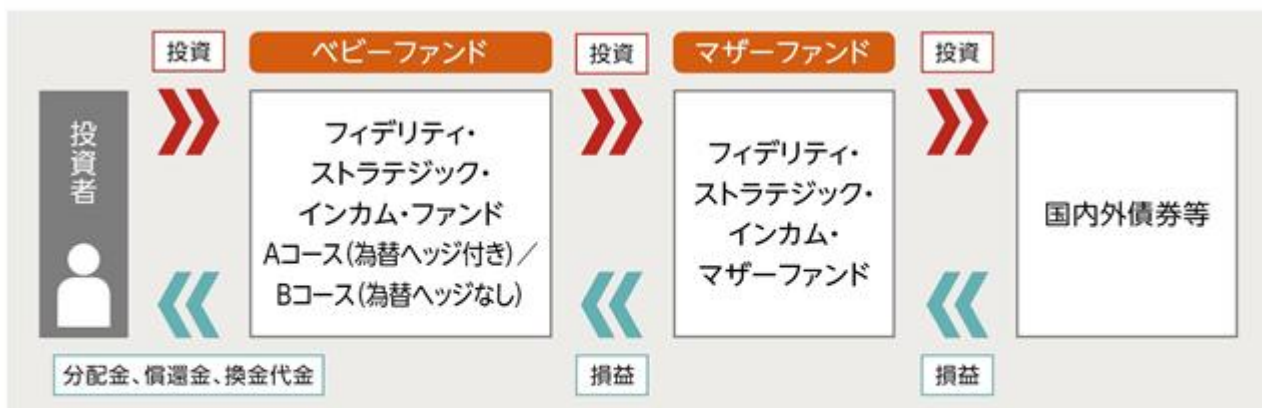 投資
ベビーファンド
投資
マザーファンド
投資
投資者
フィデリティ・
ストラテジック・
インカム・ファンド
Aコース(為替ヘッジ付き)／
Bコース(為替ヘッジなし)
フィデリティ・
ストラテジック・
インカム・
マザーファンド
国内外債券等
分配金、償還金、換金代金
損益
損益